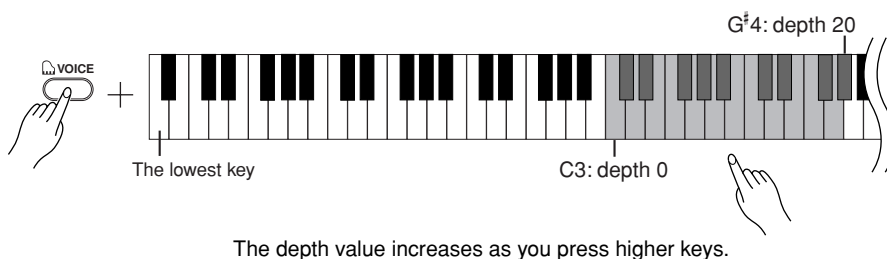 G♯4: depth 20
VOICE
+
The lowest key
C3: depth 0
The depth value increases as you press higher keys.